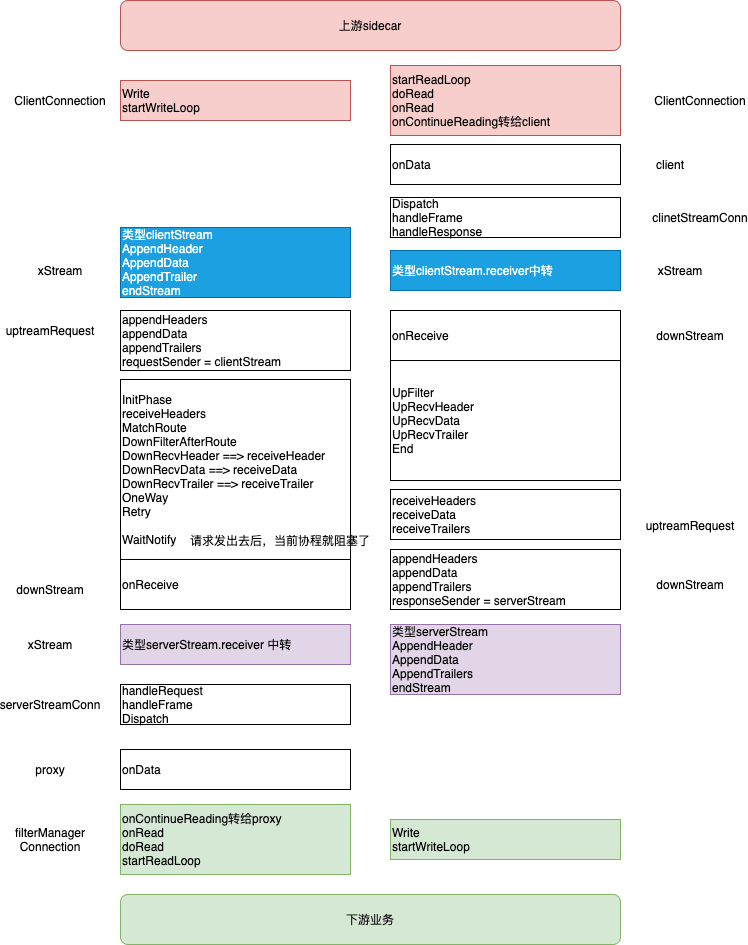 上游sidecar
ClientConnection
Write
startWriteLoop
startReadLoop
doRead
onRead
onContinueReading转给client
ClientConnection
onData
client
Dispatch
handleFrame
handleResponse
clinetStreamConn
xStream
类型clientStream
AppendHeader
AppendData
AppendTrailer
endStream
类型clientStream.receiver中转
xStream
uptreamRequest
appendHeaders
appendData
appendTrailers
requestSender = clientStream
onReceive
downStream
InitPhase
receiveHeaders
MatchRoute
DownFilterAfterRoute
DownRecvHeader ==> receiveHeader
DownRecvData ==> receiveData
DownRecvTrailer ==> receiveTrailer
OneWay
Retry
WaitNotify 请求发出去后，当前协程就阻塞了
UpFilter
UpRecvHeader
UpRecvData
UpRecvTrailer
End
receiveHeaders
receiveData
receiveTrailers
uptreamRequest
downStream
onReceive
appendHeaders
appendData
appendTrailers
responseSender = serverStream
downStream
xStream
类型serverStream.receiver 中转
类型serverStream
AppendHeader
AppendData
AppendTrailers
endStream
serverStreamConn
handleRequest
handleFrame
Dispatch
proxy
onData
filterManager
Connection
onContinueReading转给proxy
onRead
doRead
startReadLoop
Write
startWriteLoop
下游业务